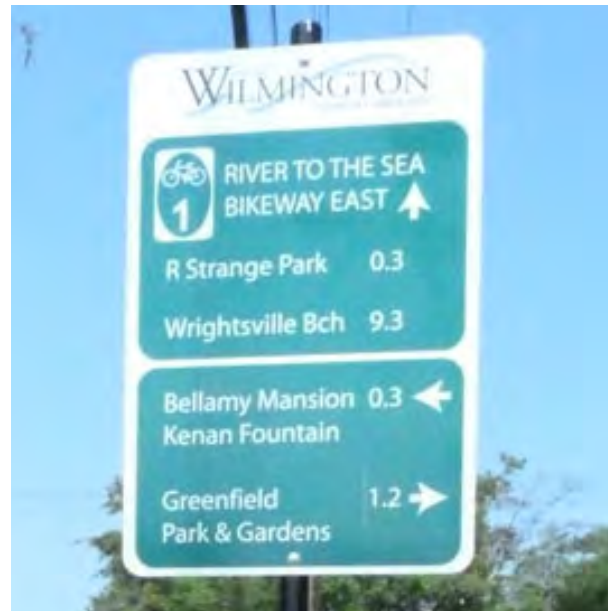 WILMINGTON
RIVER TO THE SEA
BIKEWAY EAST
1
R Strange Park 0.3
Wrightsville Bch 9.3
Bellamy Mansion 0.3
Kenan Fountain
Greenfield 1.2
Park & Gardens